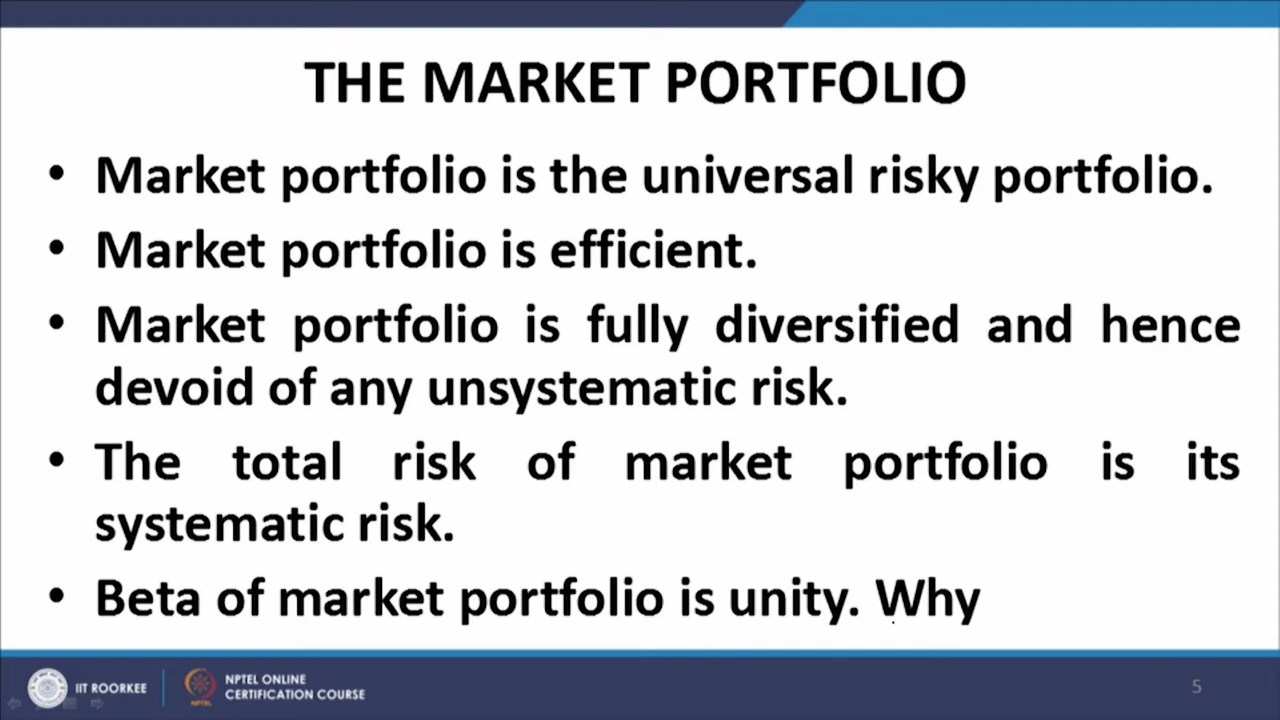 THE MARKET PORTFOLIO
• Market portfolio is the universal risky portfolio.
• Market portfolio is efficient.
• Market portfolio is fully diversified and hence
devoid of any unsystematic risk.
• The total risk of market portfolio is its
systematic risk.
• Beta of market portfolio is unity. Why
IIT ROORKEE
NPTEL
NPTEL ONLINE
CERTIFICATION COURSE
5